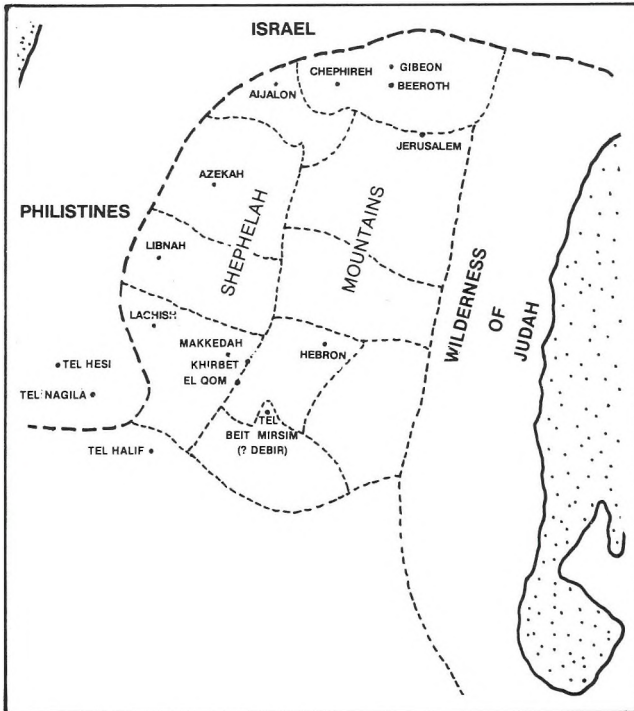 ISRAEL
CHEPHIREH
GIBEON
BEEROTH
AIJALON
JERUSALEM
AZEKAH
PHILISTINES
SHEPHELAH
MOUNTAINS
LIBNAH
WILDERNESS
OF
JUDAH
LACHISH
MAKKEDAH
KHIRBET
EL QOM
HEBRON
TEL HESI
TEL NAGILA
TEL
BEIT MIRSIM
(? DEBIR)
TEL HALIF